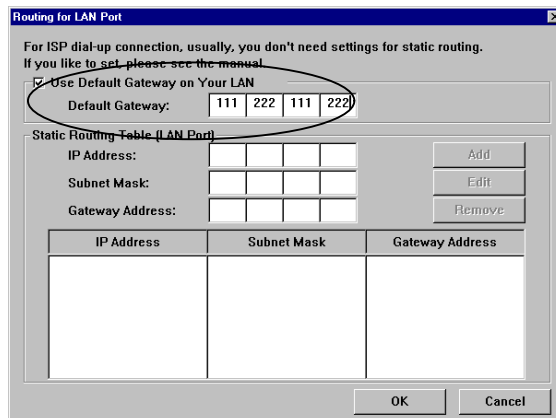 Routing for LAN Port
For ISP dial-up connection, usually, you don't need settings for static routing.
If you like to set, please see the manual.
Use Default Gateway on Your LAN
Default Gateway: 111 222 111 222
Static Routing Table (LAN Port)
IP Address:
Add
Subnet Mask:
Edit
Gateway Address:
Remove
IP Address Subnet Mask Gateway Address
OK Cancel